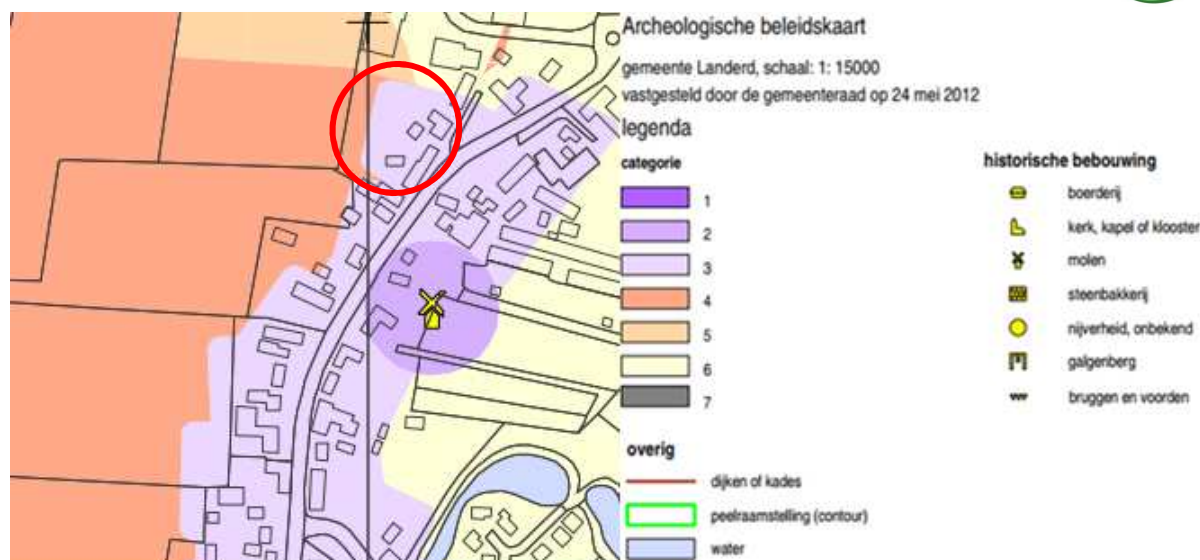 Archeologische beleidskaart
gemeente Landerd, schaal: 1: 15000
vastgesteld door de gemeenteraad op 24 mei 2012
legenda
categorie
1
2
3
4
5
6
7
historische bebouwing
boerderij
kerk, kapel of klooster
molen
steenbakkerij
nijverheid, onbekend
galgenberg
bruggen en voorden
overig
dijken of kades
peelraamstelling (contour)
water